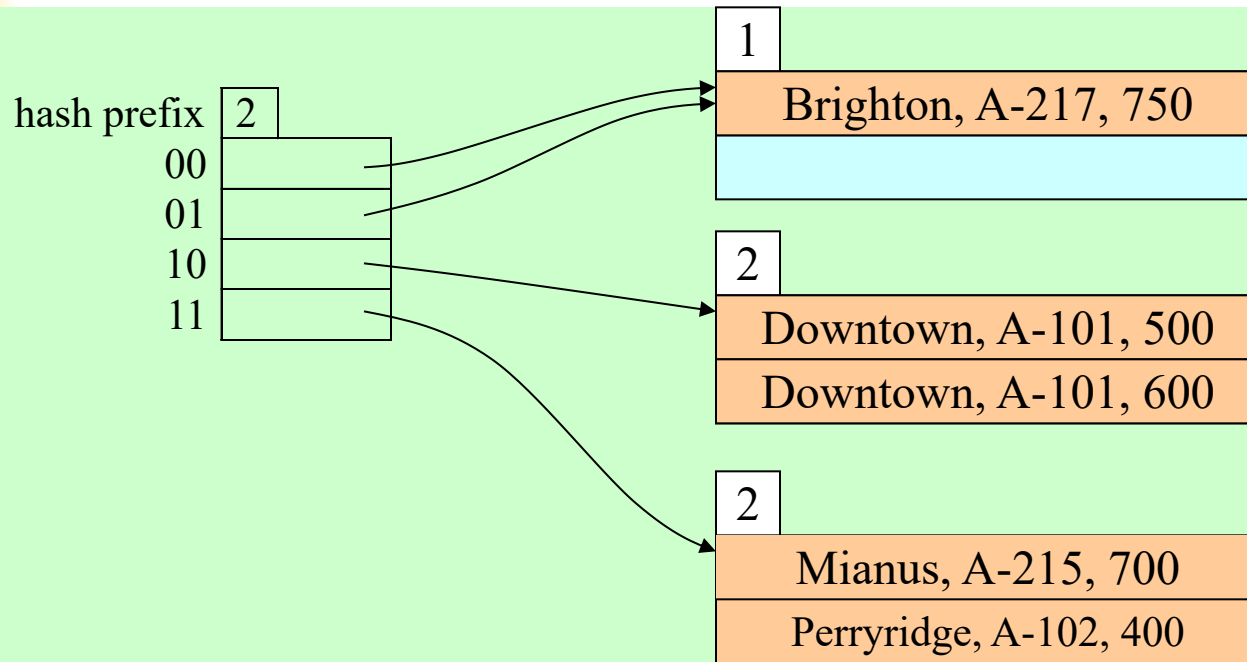 hash prefix 2
00
01
10
11
1
Brighton, A-217, 750
2
Downtown, A-101, 500
Downtown, A-101, 600
2
Mianus, A-215, 700
Perryridge, A-102, 400